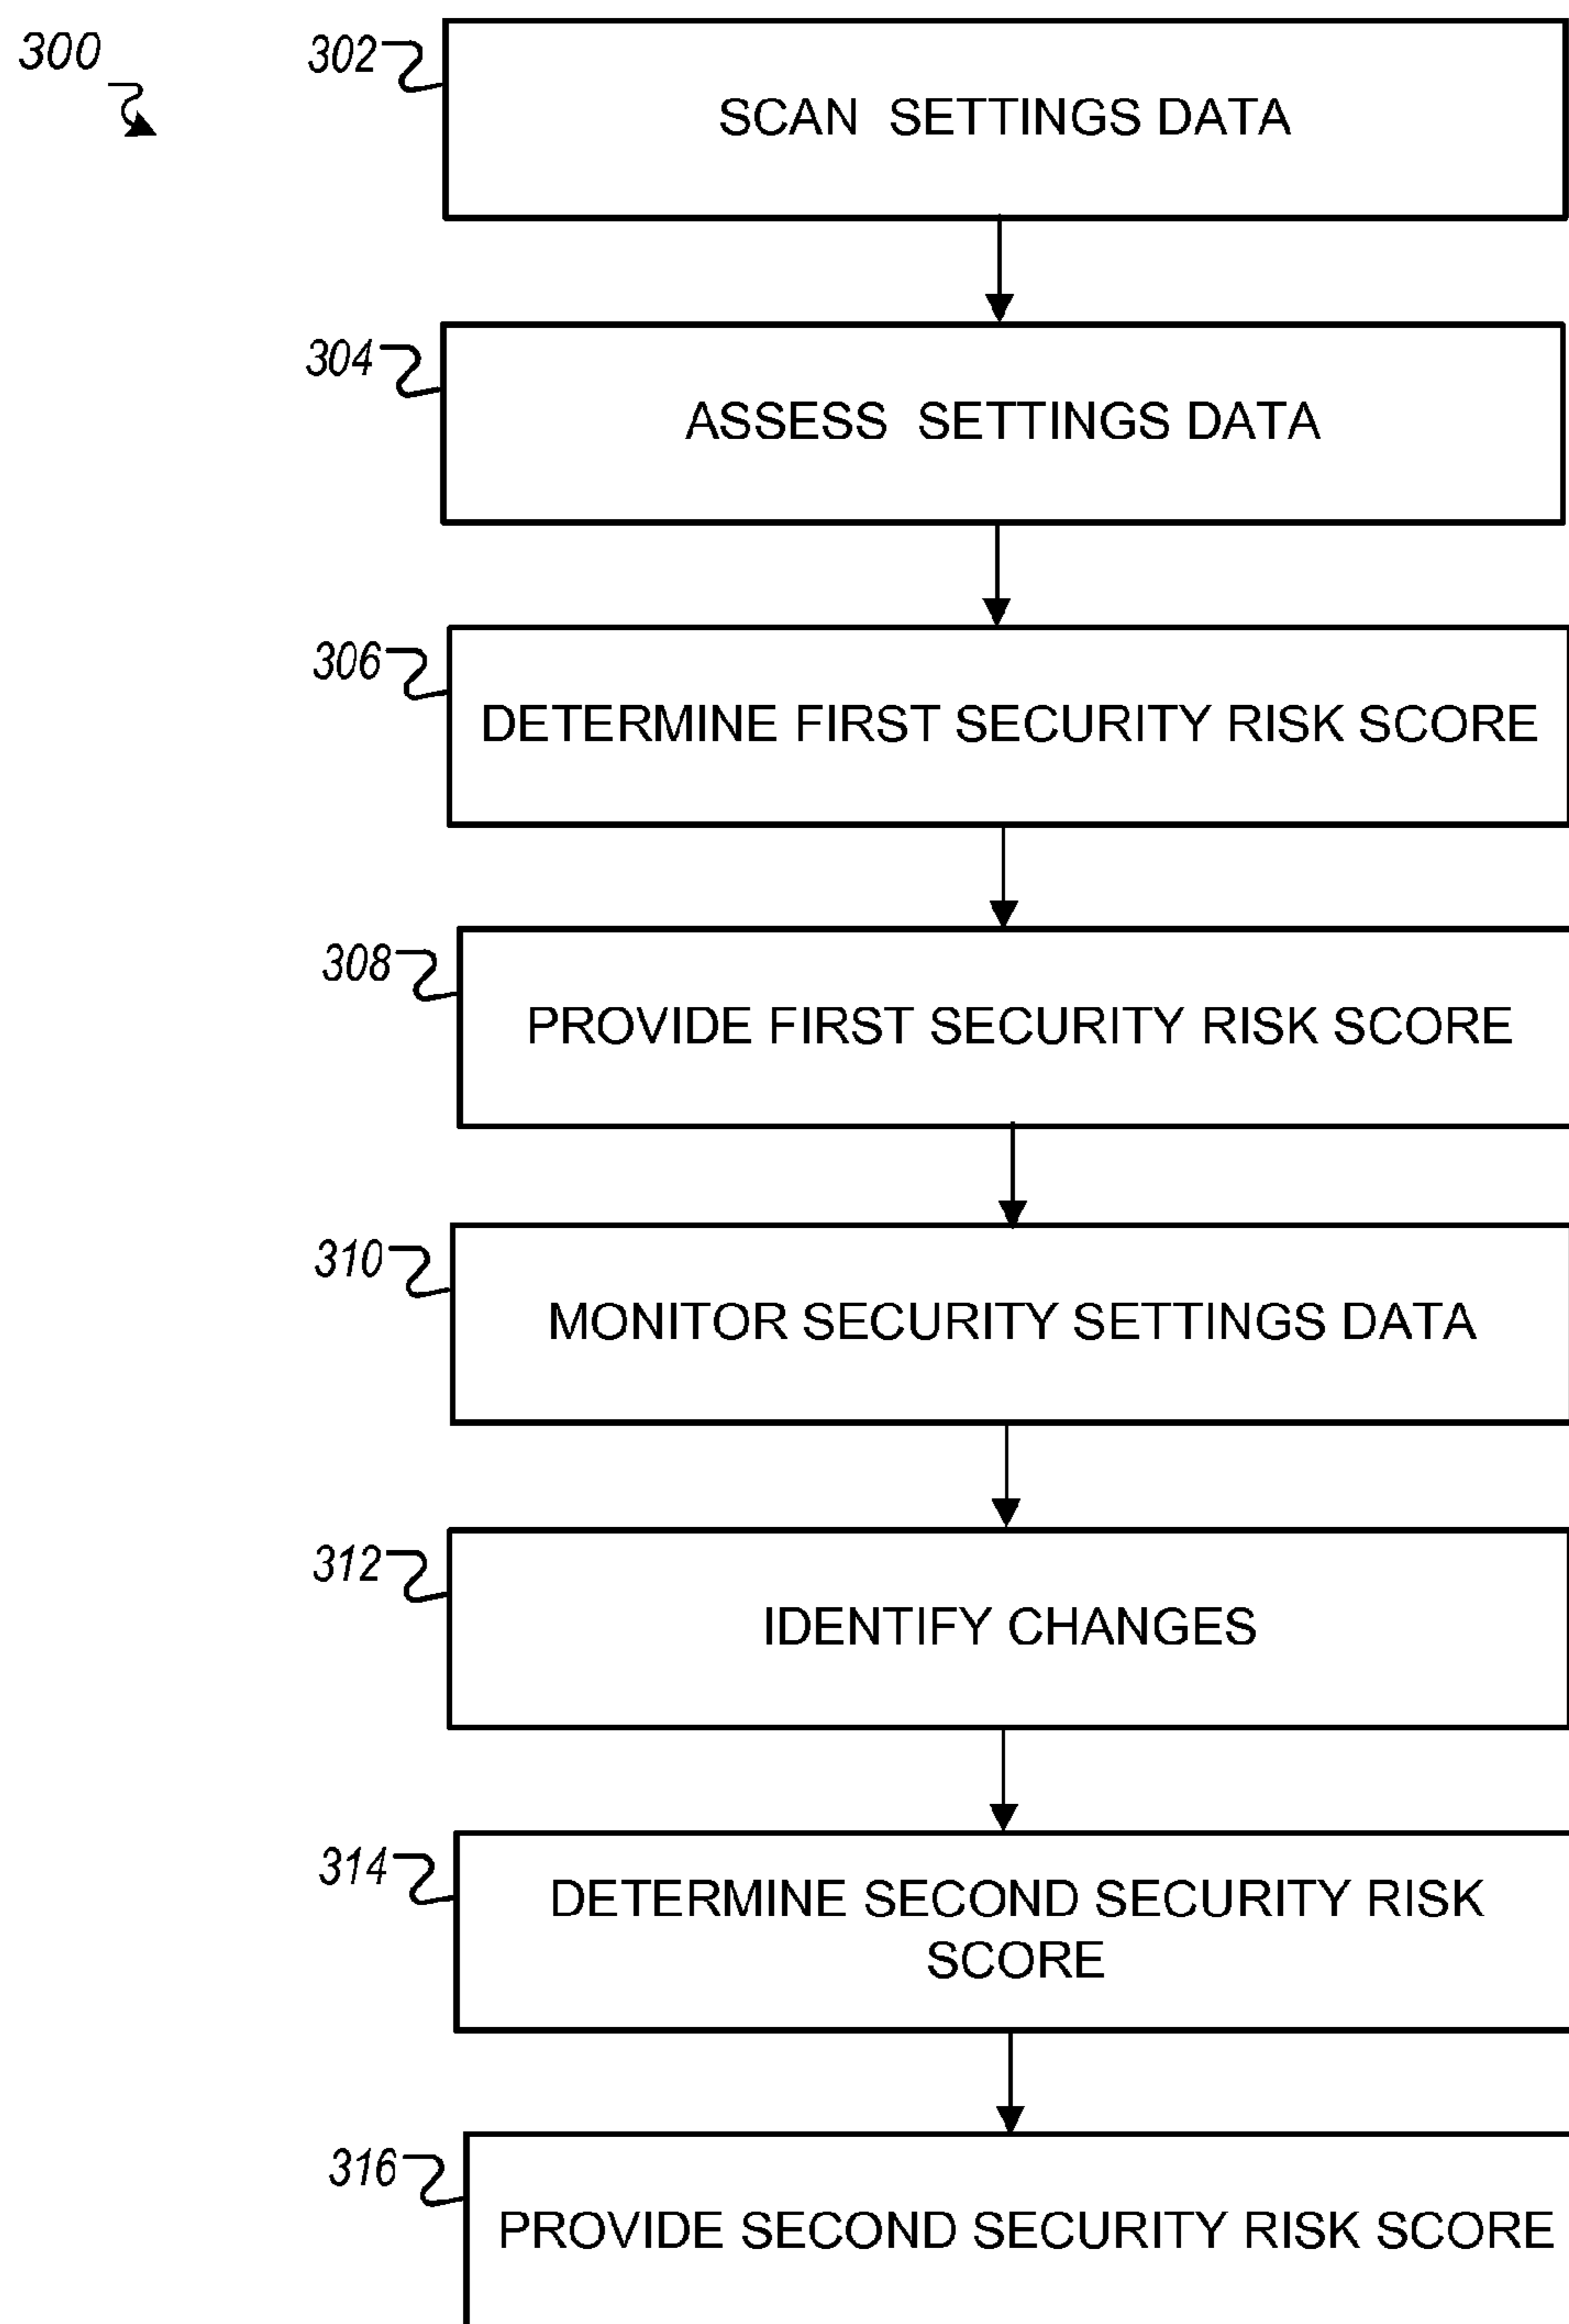 300
302
SCAN SETTINGS DATA
304
ASSESS SETTINGS DATA
306
DETERMINE FIRST SECURITY RISK SCORE
308
PROVIDE FIRST SECURITY RISK SCORE
310
MONITOR SECURITY SETTINGS DATA
312
IDENTIFY CHANGES
314
DETERMINE SECOND SECURITY RISK
SCORE
316
PROVIDE SECOND SECURITY RISK SCORE